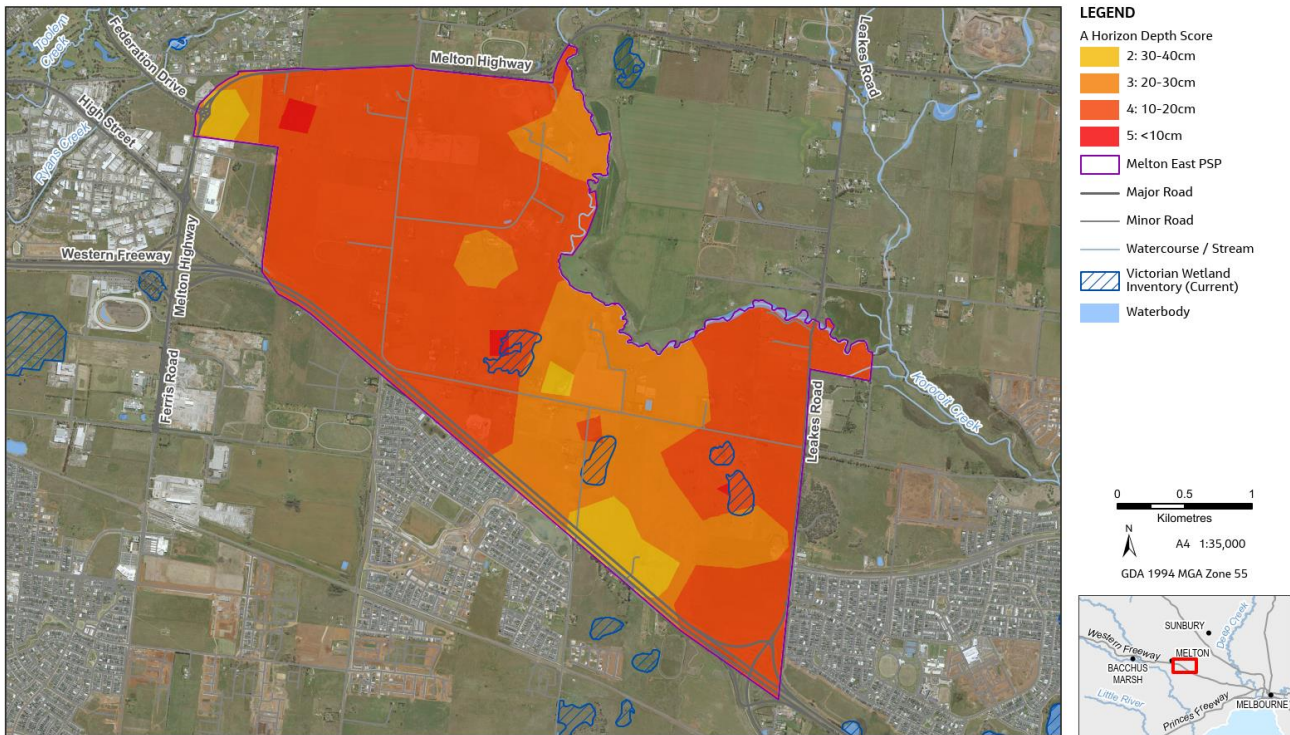 Toolern
Creek
Federation Drive
High Street
Ryans Creek
Melton Highway
Leakes Road
Western Freeway
Melton Highway
Ferris Road
Leakes Road
Kororoit Creek
LEGEND
A Horizon Depth Score
2: 30-40cm
3: 20-30cm
4: 10-20cm
5: <10cm
Melton East PSP
Major Road
Minor Road
Watercourse / Stream
Victorian Wetland
Inventory (Current)
Waterbody
0 0.5 1
Kilometres
N
A4 1:35,000
GDA 1994 MGA Zone 55
SUNBURY
Deep Creek
Western Freeway
MELTON
BACCHUS
MARSH
Little River
MELBOURNE
Princes Freeway